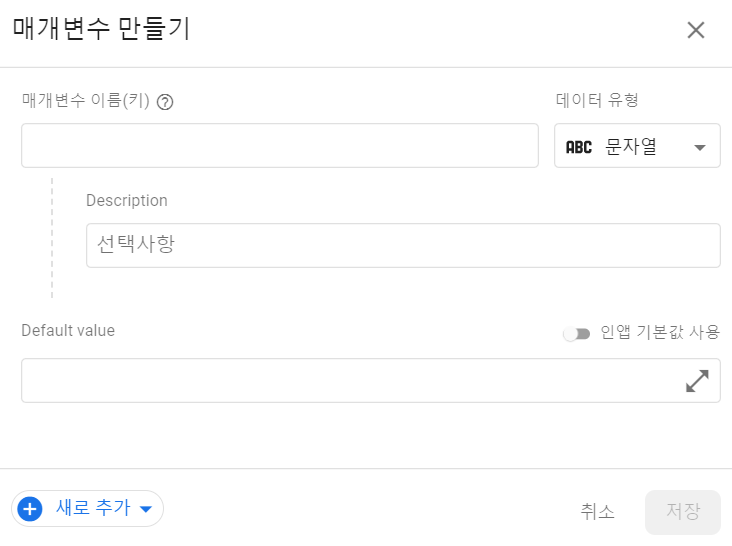 매개변수 만들기
매개변수 이름(키) ?
데이터 유형
ABC 문자열
Description
선택사항
Default value
인앱 기본값 사용
새로 추가
취소
저장